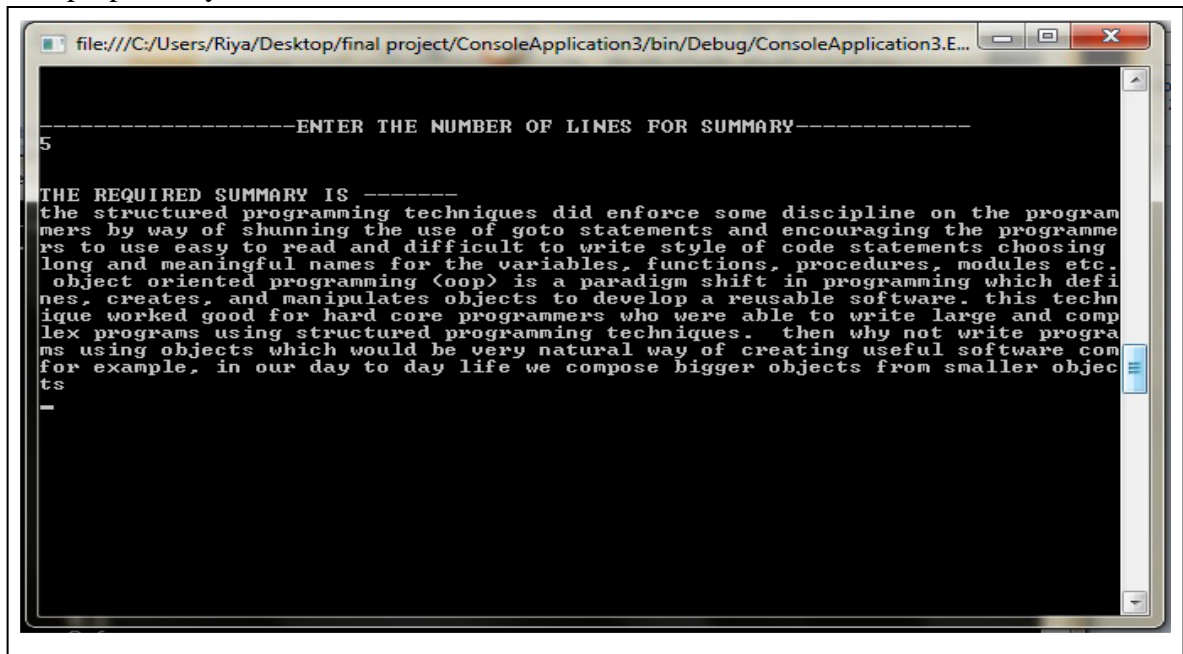 file:///C:/Users/Riya/Desktop/final project/ConsoleApplication3/bin/Debug/ConsoleApplication3.E...
-------------------ENTER THE NUMBER OF LINES FOR SUMMARY-------------
5
THE REQUIRED SUMMARY IS -------
the structured programming techniques did enforce some discipline on the program
mers by way of shunning the use of goto statements and encouraging the programme
rs to use easy to read and difficult to write style of code statements choosing
long and meaningful names for the variables, functions, procedures, modules etc.
object oriented programming (oop) is a paradigm shift in programming which defi
nes, creates, and manipulates objects to develop a reusable software. this techn
ique worked good for hard core programmers who were able to write large and comp
lex programs using structured programming techniques. then why not write progra
ms using objects which would be very natural way of creating useful software com
for example, in our day to day life we compose bigger objects from smaller objec
ts